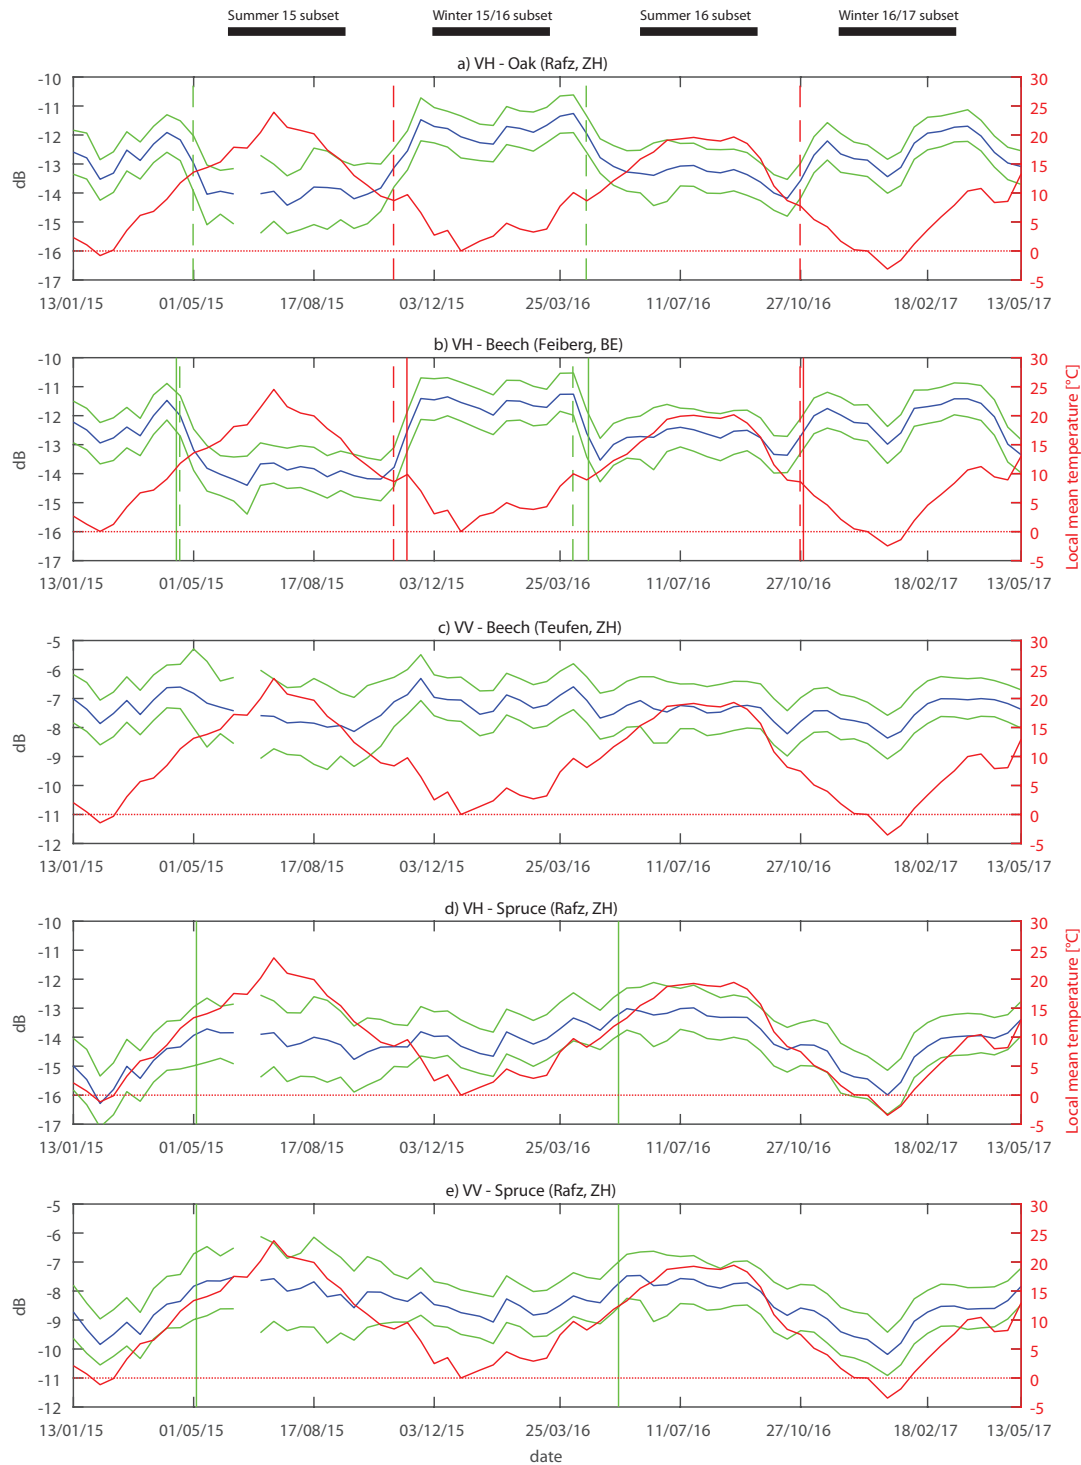 Summer 15 subset Winter 15/16 subset Summer 16 subset Winter 16/17 subset
a) VH - Oak (Rafz, ZH)
-10 30
-11 25
-12 20
-13 15
dB
-14 10
-15 5
-16 0
-17 -5
13/01/15 01/05/15 17/08/15 03/12/15 25/03/16 11/07/16 27/10/16 18/02/17 13/05/17
b) VH - Beech (Feiberg, BE)
-10 30
-11 25
-12 20
-13 15
dB Local mean temperature [°C]
-14 10
-15 5
-16 0
-17 -5
13/01/15 01/05/15 17/08/15 03/12/15 25/03/16 11/07/16 27/10/16 18/02/17 13/05/17
c) VV - Beech (Teufen, ZH)
-5 30
-6 25
-7 20
-8 15
dB
-9 10
-10 5
-11 0
-12 -5
13/01/15 01/05/15 17/08/15 03/12/15 25/03/16 11/07/16 27/10/16 18/02/17 13/05/17
d) VH - Spruce (Rafz, ZH)
-10 30
-11 25
-12 20
-13 15
dB Local mean temperature [°C]
-14 10
-15 5
-16 0
-17 -5
13/01/15 01/05/15 17/08/15 03/12/15 25/03/16 11/07/16 27/10/16 18/02/17 13/05/17
e) VV - Spruce (Rafz, ZH)
-5 30
-6 25
-7 20
-8 15
dB
-9 10
-10 5
-11 0
-12 -5
13/01/15 01/05/15 17/08/15 03/12/15 25/03/16 11/07/16 27/10/16 18/02/17 13/05/17
date